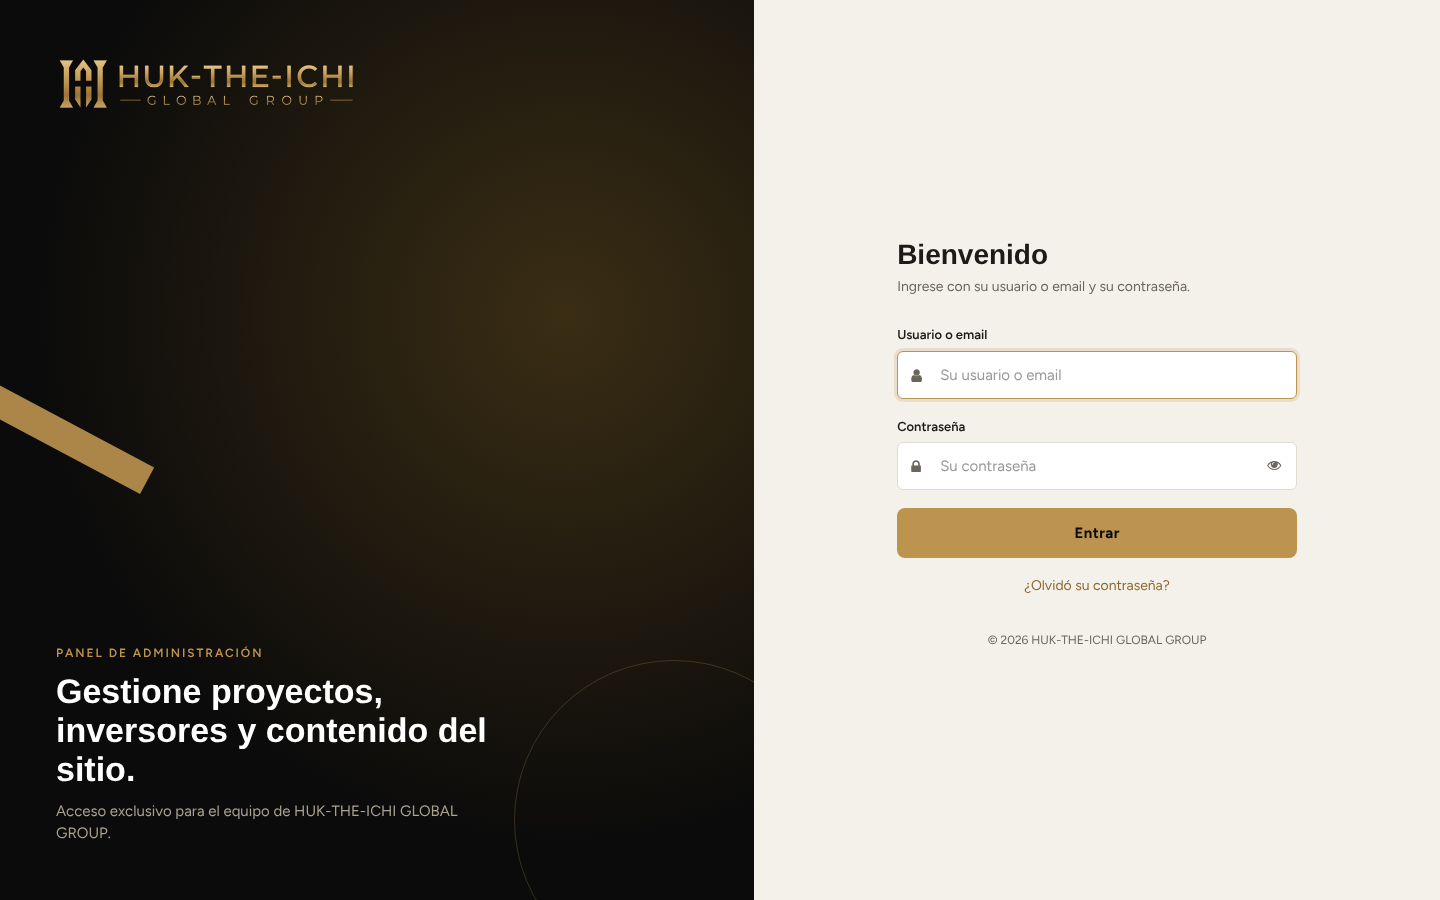 HUK-THE-ICHI
GLOBAL GROUP
PANEL DE ADMINISTRACIÓN
Gestione proyectos,
inversores y contenido del
sitio.
Acceso exclusivo para el equipo de HUK-THE-ICHI GLOBAL
GROUP.
Bienvenido
Ingrese con su usuario o email y su contraseña.
Usuario o email
Su usuario o email
Contraseña
Su contraseña
Entrar
¿Olvidó su contraseña?
© 2026 HUK-THE-ICHI GLOBAL GROUP